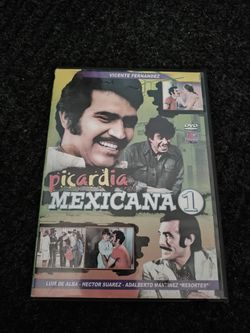 VICENTE FERNANDEZ
DVD
picardia
MEXICANA 1
LUIS DE ALBA - HECTOR SUAREZ - ADALBERTO MARTINEZ "RESORTES"